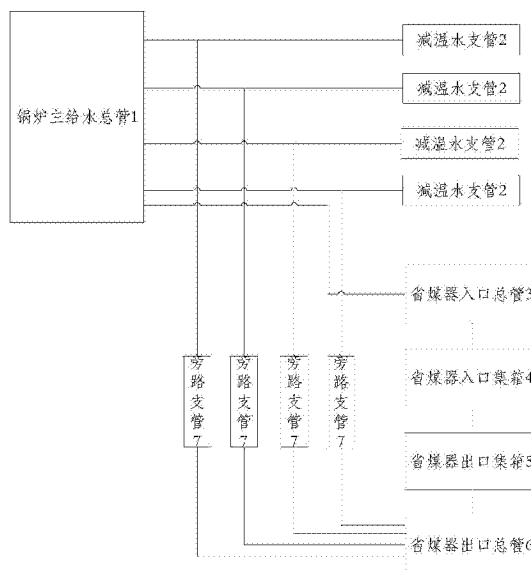 减温水支管2
减温水支管2
锅炉主给水总管1
减温水支管2
减温水支管2
省煤器入口总管3
旁路支管7
旁路支管7
旁路支管7
旁路支管7
省煤器入口集箱4
省煤器出口集箱5
省煤器出口总管6